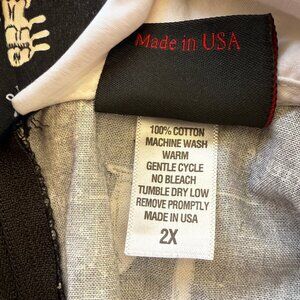 Made in USA
100% COTTON
MACHINE WASH
WARM
GENTLE CYCLE
NO BLEACH
TUMBLE DRY LOW
REMOVE PROMPTLY
MADE IN USA
2X